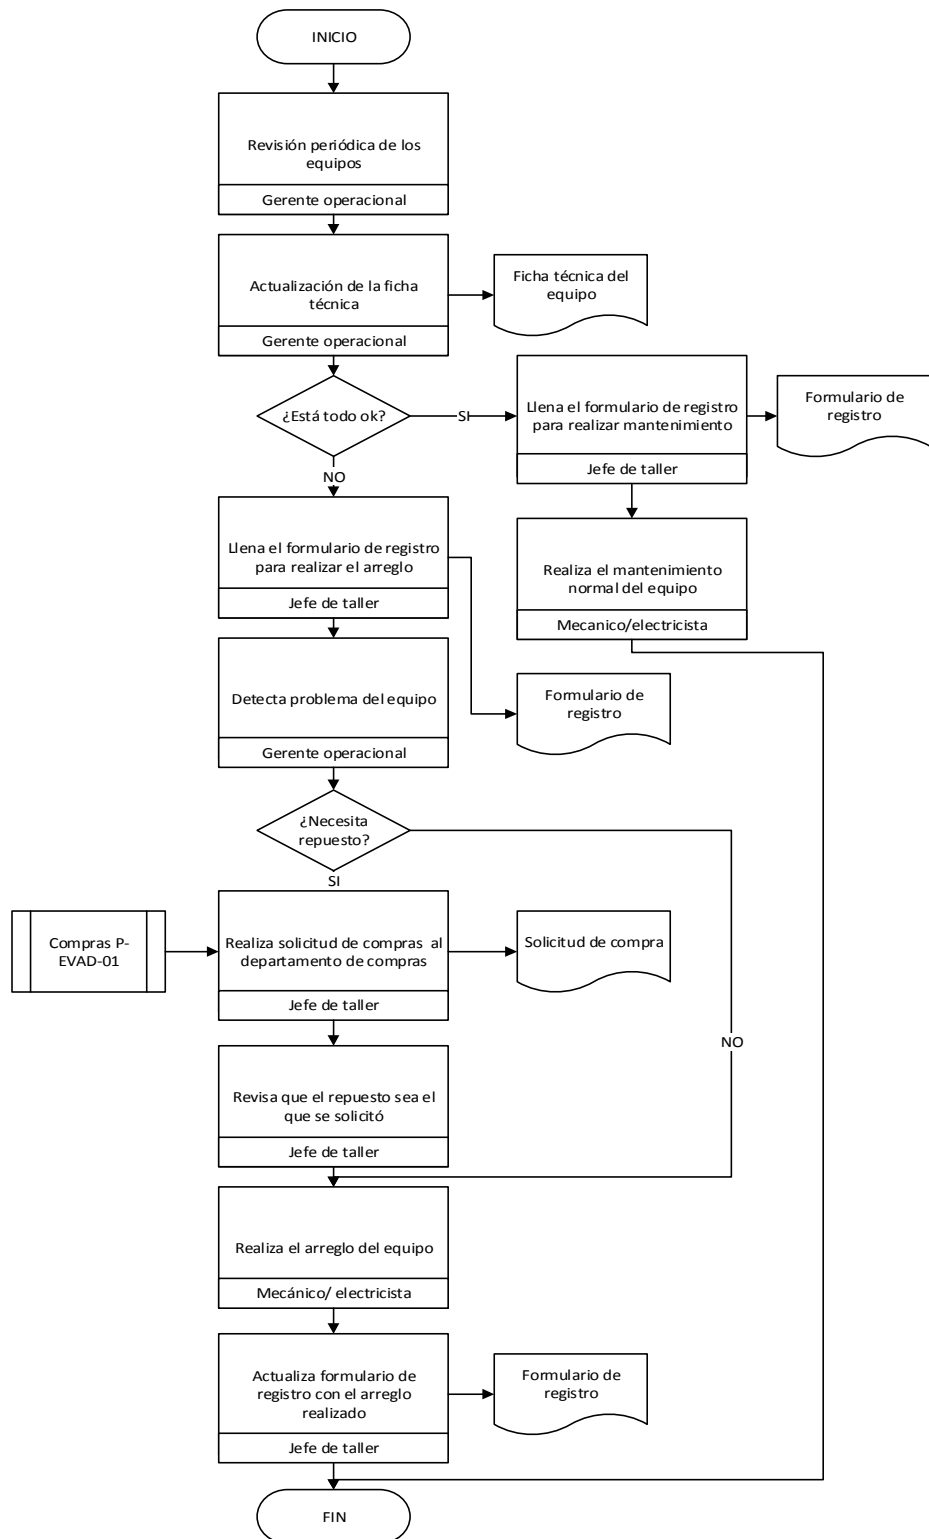 INICIO
Revisión periódica de los
equipos
Gerente operacional
Actualización de la ficha
técnica
Gerente operacional
Ficha técnica del
equipo
¿Está todo ok?
SI
Llena el formulario de registro
para realizar mantenimiento
Jefe de taller
Formulario de
registro
NO
Llena el formulario de registro
para realizar el arreglo
Jefe de taller
Realiza el mantenimiento
normal del equipo
Mecanico/electricista
Detecta problema del equipo
Gerente operacional
Formulario de
registro
¿Necesita
repuesto?
SI
Compras P-
EVAD-01
Realiza solicitud de compras al
departamento de compras
Jefe de taller
Solicitud de compra
NO
Revisa que el repuesto sea el
que se solicitó
Jefe de taller
Realiza el arreglo del equipo
Mecánico/ electricista
Actualiza formulario de
registro con el arreglo
realizado
Jefe de taller
Formulario de
registro
FIN